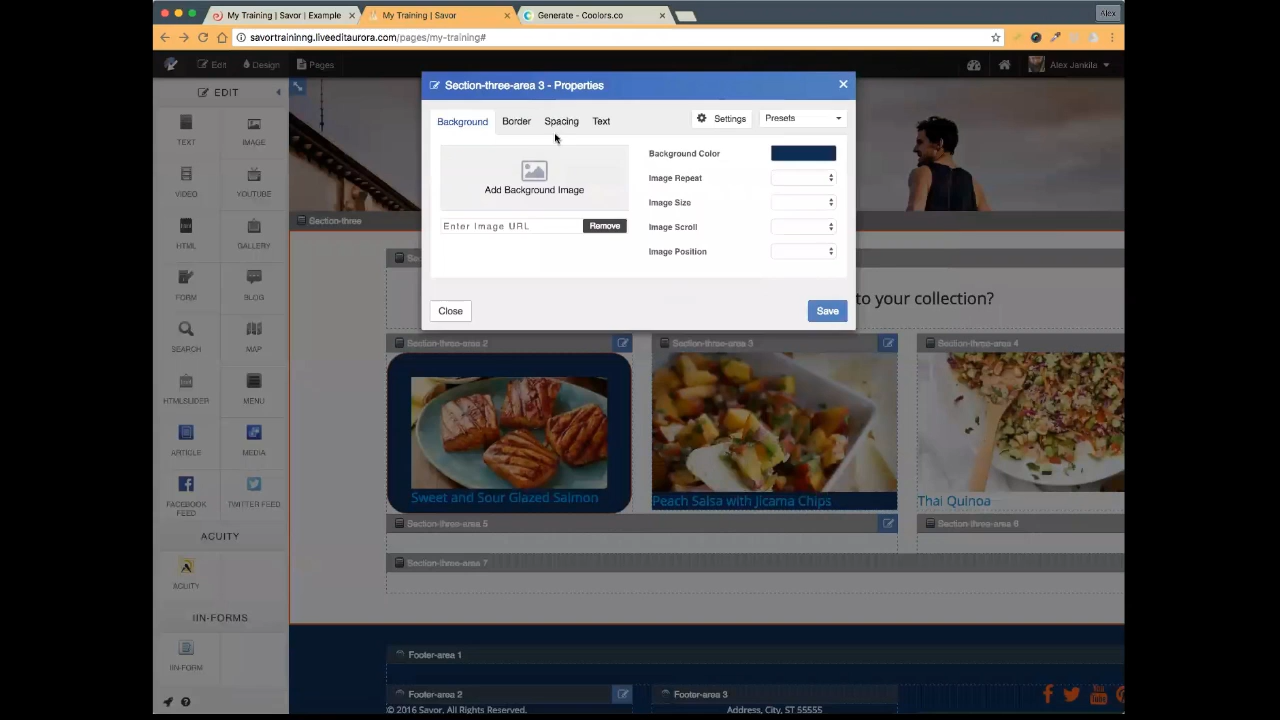 My Training | Savor | Example
My Training | Savor
Generate - Coolors.co
Alex
savortraininng.liveeditaurora.com/pages/my-training#
Edit
Design
Pages
Alex Jankila
EDIT
TEXT
IMAGE
VIDEO
YOUTUBE
HTML
GALLERY
FORM
BLOG
SEARCH
MAP
HTMLSLIDER
MENU
ARTICLE
MEDIA
FACEBOOK FEED
TWITTER FEED
ACUITY
ACUITY
IIN-FORMS
IIN-FORM
Section-three-area 3 - Properties
Background
Border
Spacing
Text
Settings
Presets
Add Background Image
Enter Image URL
Remove
Background Color
Image Repeat
Image Size
Image Scroll
Image Position
Close
Save
Section-three
to your collection?
Section-three-area 2
Section-three-area 3
Section-three-area 4
Sweet and Sour Glazed Salmon
Peach Salsa with Jicama Chips
Thai Quinoa
Section-three-area 5
Section-three-area 6
Section-three-area 7
Footer-area 1
Footer-area 2
Footer-area 3
© 2016 Savor. All Rights Reserved.
Address, City, ST 55555